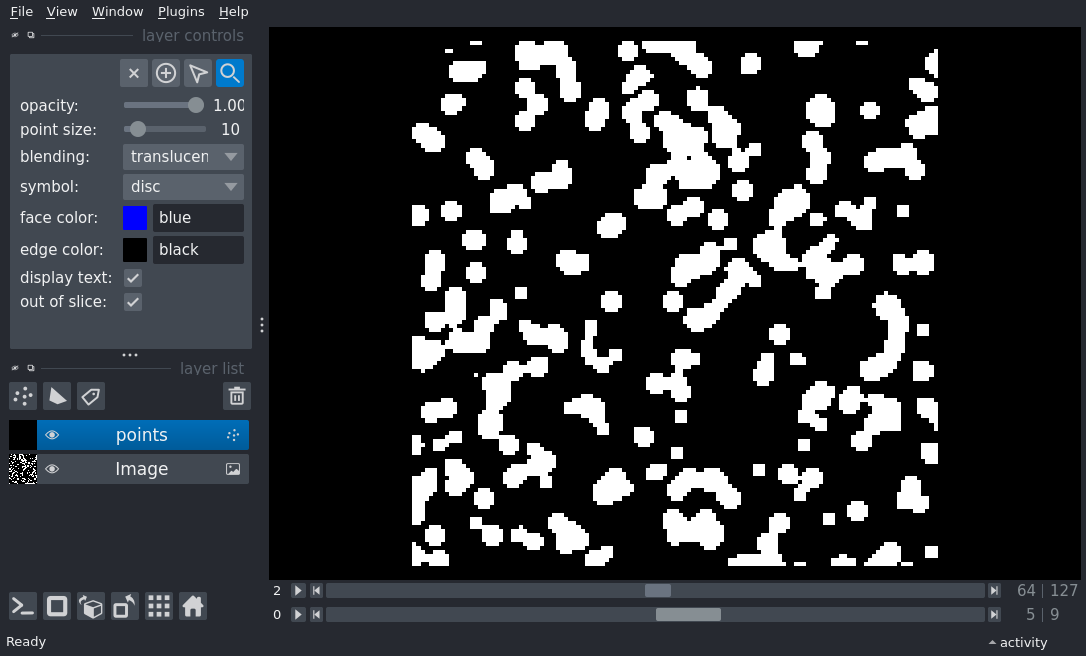 File View Window Plugins Help
layer controls
opacity: 1.00
point size: 10
blending: translucen
symbol: disc
face color: blue
edge color: black
display text:
out of slice:
layer list
points
Image
2 64 | 127
0 5 | 9
Ready activity